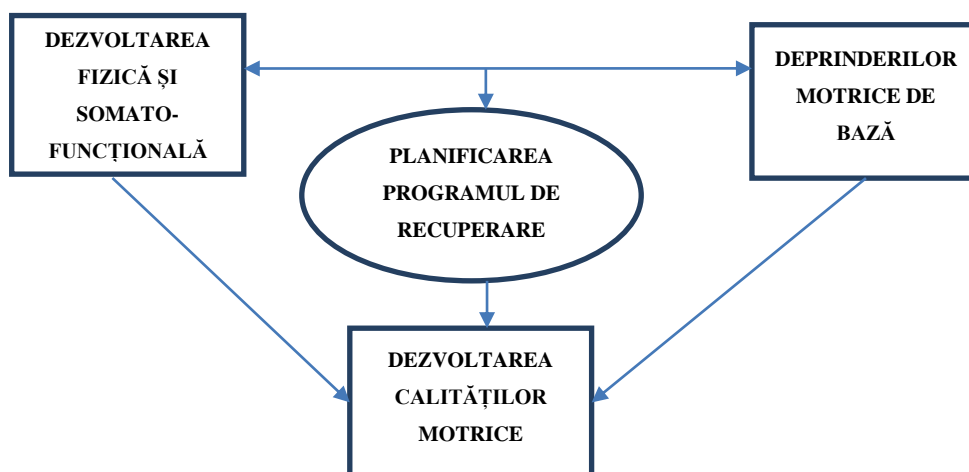 DEZVOLTAREA
FIZICĂ ȘI
SOMATO-
FUNCȚIONALĂ
DEPRINDERILOR
MOTRICE DE
BAZĂ
PLANIFICAREA
PROGRAMUL DE
RECUPERARE
DEZVOLTAREA
CALITĂȚILOR
MOTRICE